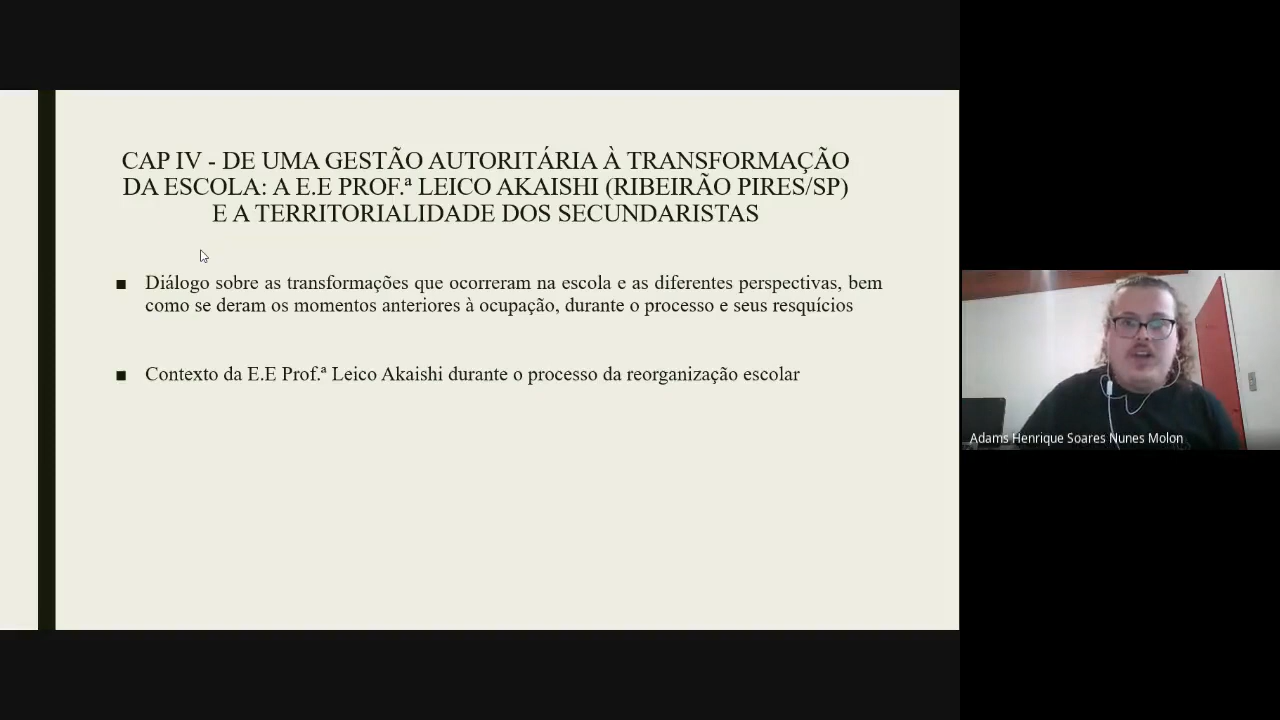 CAP IV - DE UMA GESTÃO AUTORITÁRIA À TRANSFORMAÇÃO
DA ESCOLA: A E.E PROF.ª LEICO AKAISHI (RIBEIRÃO PIRES/SP)
E A TERRITORIALIDADE DOS SECUNDARISTAS
▪ Diálogo sobre as transformações que ocorreram na escola e as diferentes perspectivas, bem
como se deram os momentos anteriores à ocupação, durante o processo e seus resquícios
▪ Contexto da E.E Prof.ª Leico Akaishi durante o processo da reorganização escolar
Adams Henrique Soares Nunes Molon